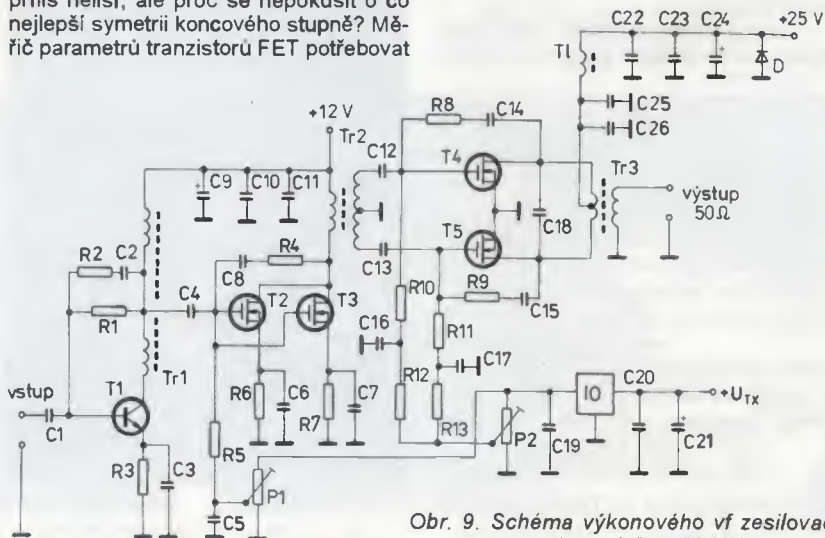 příliš neliší, ale proč se nepokusit o co
nejlepší symetrii koncového stupně? Mě-
řič parametrů tranzistorů FET potřebovat
C22 C23 C24 +25 V
Tl
D
+12 V
Tr2
R8 C14
C25
C26
C12
T4
Tr3
C9 C10 C11
výstup
50Ω
C18
T5
R2 C2
R4
C13
C8
R9
C15
C4
T2 T3
R10
R1
R11
C16
C17
Tr1
vstup
T1
R6 C6
R7 C7
R12
R13
IO
C20
+UTx
C1
R5
P2
C19
C21
R3 C3
P1
C5
Obr. 9. Schéma výkonového vf zesilovač